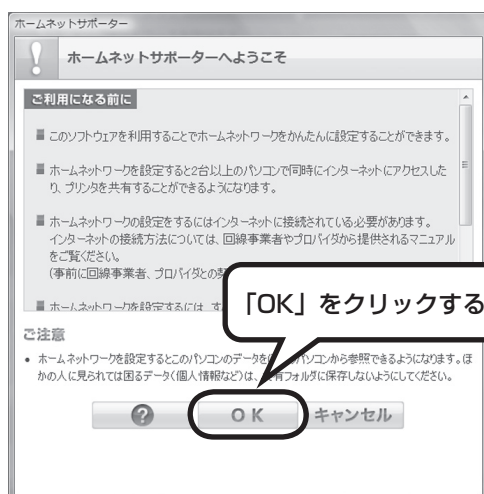 ホームネットサポーター
ホームネットサポーターへようこそ
ご利用になる前に
このソフトウェアを利用することでホームネットワークをかんたんに設定することができます。
ホームネットワークを設定すると2台以上のパソコンで同時にインターネットにアクセスした
り、プリンタを共有することができるようになります。
ホームネットワークの設定をするにはインターネットに接続されている必要があります。
インターネットの接続方法については、回線事業者やプロバイダから提供されるマニュアル
をご覧ください。
(事前に回線事業者、プロバイダとの
「OK」をクリックする
ホームネットワークを設定するには、
ご注意
• ホームネットワークを設定するとこのパソコンのデータを パソコンから参照できるようになります。ほ
かの人に見られては困るデータ(個人情報など)は、 有フォルダに保存しないようにしてください。
? OK キャンセル